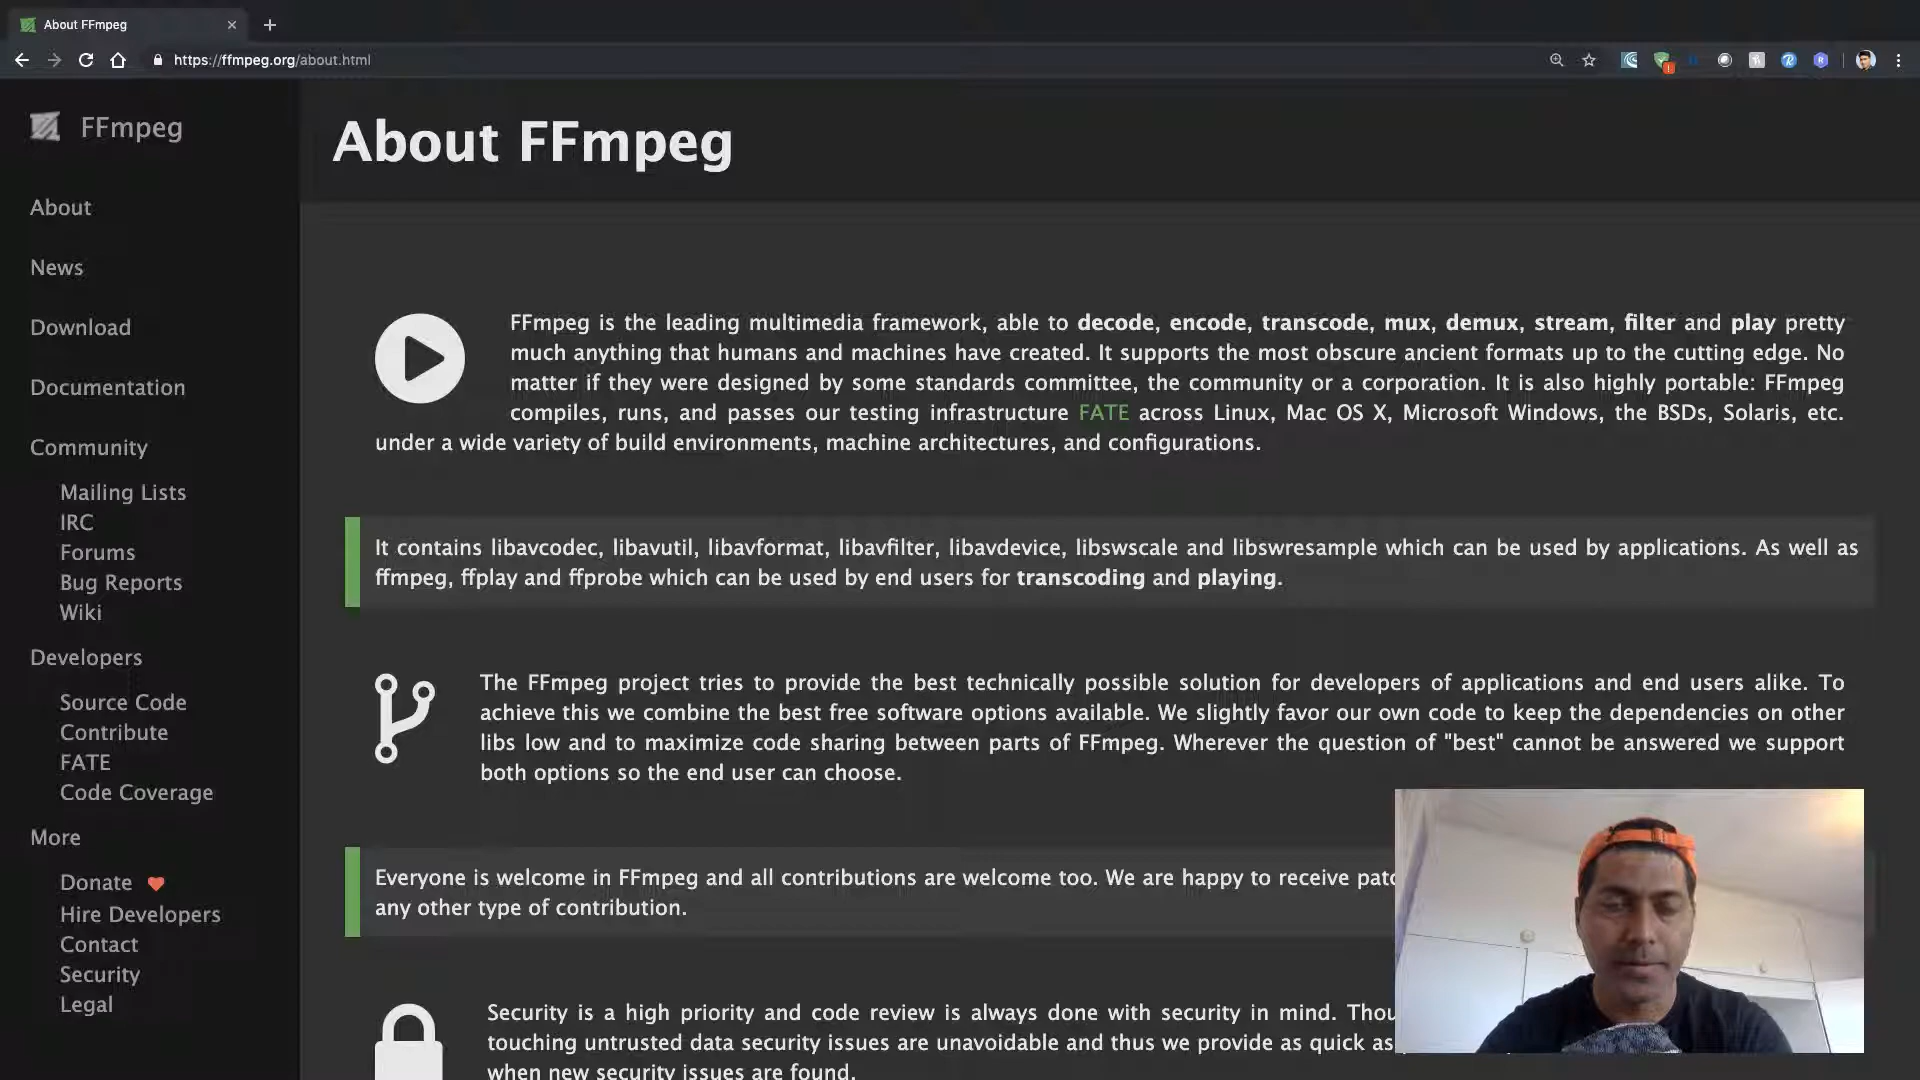 About FFmpeg
https://ffmpeg.org/about.html
FFmpeg
About
News
Download
Documentation
Community
Mailing Lists
IRC
Forums
Bug Reports
Wiki
Developers
Source Code
Contribute
FATE
Code Coverage
More
Donate
Hire Developers
Contact
Security
Legal
About FFmpeg
FFmpeg is the leading multimedia framework, able to decode, encode, transcode, mux, demux, stream, filter and play pretty
much anything that humans and machines have created. It supports the most obscure ancient formats up to the cutting edge. No
matter if they were designed by some standards committee, the community or a corporation. It is also highly portable: FFmpeg
compiles, runs, and passes our testing infrastructure FATE across Linux, Mac OS X, Microsoft Windows, the BSDs, Solaris, etc.
under a wide variety of build environments, machine architectures, and configurations.
It contains libavcodec, libavutil, libavformat, libavfilter, libavdevice, libswscale and libswresample which can be used by applications. As well as
ffmpeg, ffplay and ffprobe which can be used by end users for transcoding and playing.
The FFmpeg project tries to provide the best technically possible solution for developers of applications and end users alike. To
achieve this we combine the best free software options available. We slightly favor our own code to keep the dependencies on other
libs low and to maximize code sharing between parts of FFmpeg. Wherever the question of "best" cannot be answered we support
both options so the end user can choose.
Everyone is welcome in FFmpeg and all contributions are welcome too. We are happy to receive
any other type of contribution.
Security is a high priority and code review is always done with security in mind.
touching untrusted data security issues are unavoidable and thus we provide as quick as
when new security issues are found.